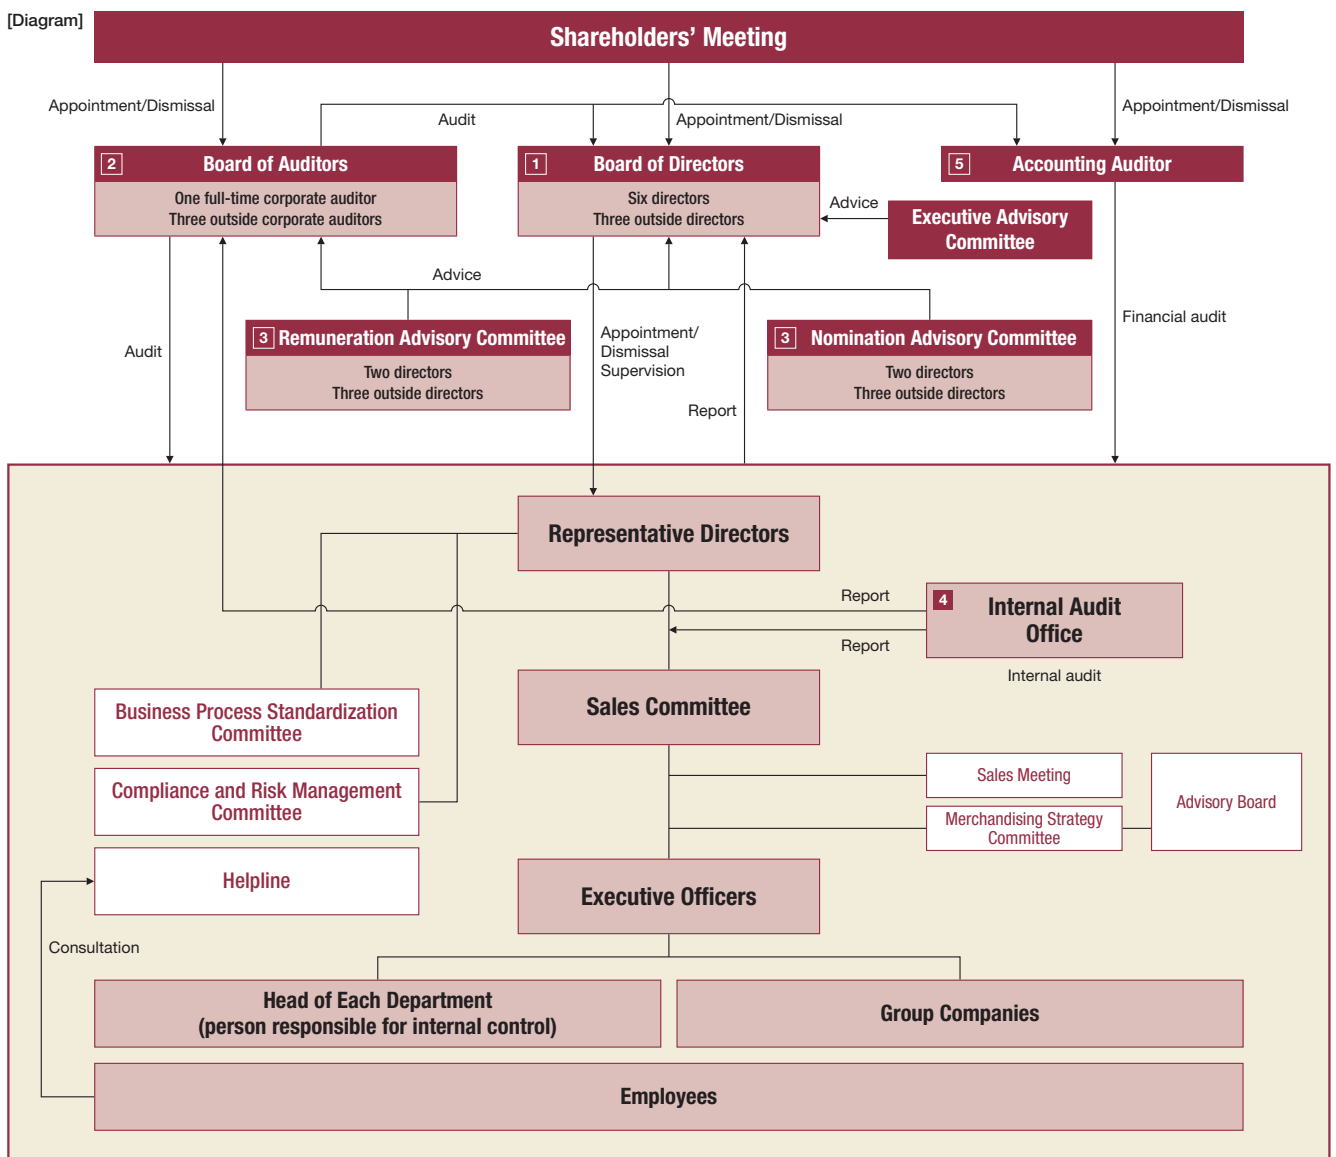 [Diagram]
Shareholders’ Meeting
Appointment/Dismissal
Audit
Appointment/Dismissal
Appointment/Dismissal
2 Board of Auditors
One full-time corporate auditor
Three outside corporate auditors
1 Board of Directors
Six directors
Three outside directors
5 Accounting Auditor
Advice
Executive Advisory
Committee
Advice
Audit
3 Remuneration Advisory Committee
Two directors
Three outside directors
Appointment/
Dismissal
Supervision
3 Nomination Advisory Committee
Two directors
Three outside directors
Financial audit
Report
Representative Directors
Report
4 Internal Audit
Office
Report
Internal audit
Business Process Standardization
Committee
Sales Committee
Compliance and Risk Management
Committee
Sales Meeting
Merchandising Strategy
Committee
Advisory Board
Helpline
Executive Officers
Consultation
Head of Each Department
(person responsible for internal control)
Group Companies
Employees